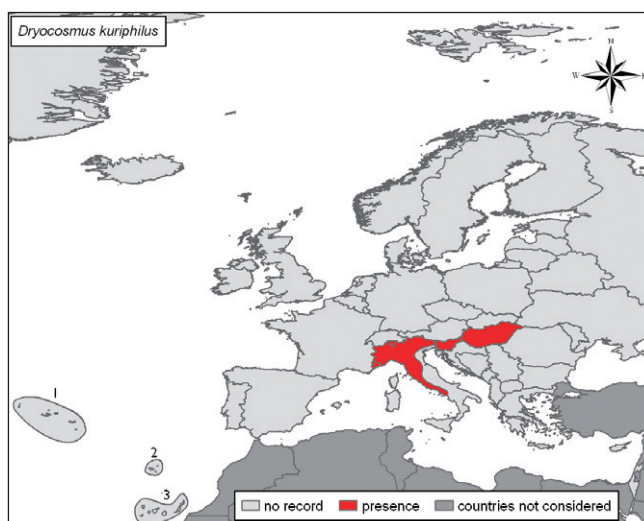 Dryocosmus kuriphilus
N
W E
S
1
2
3
no record presence countries not considered